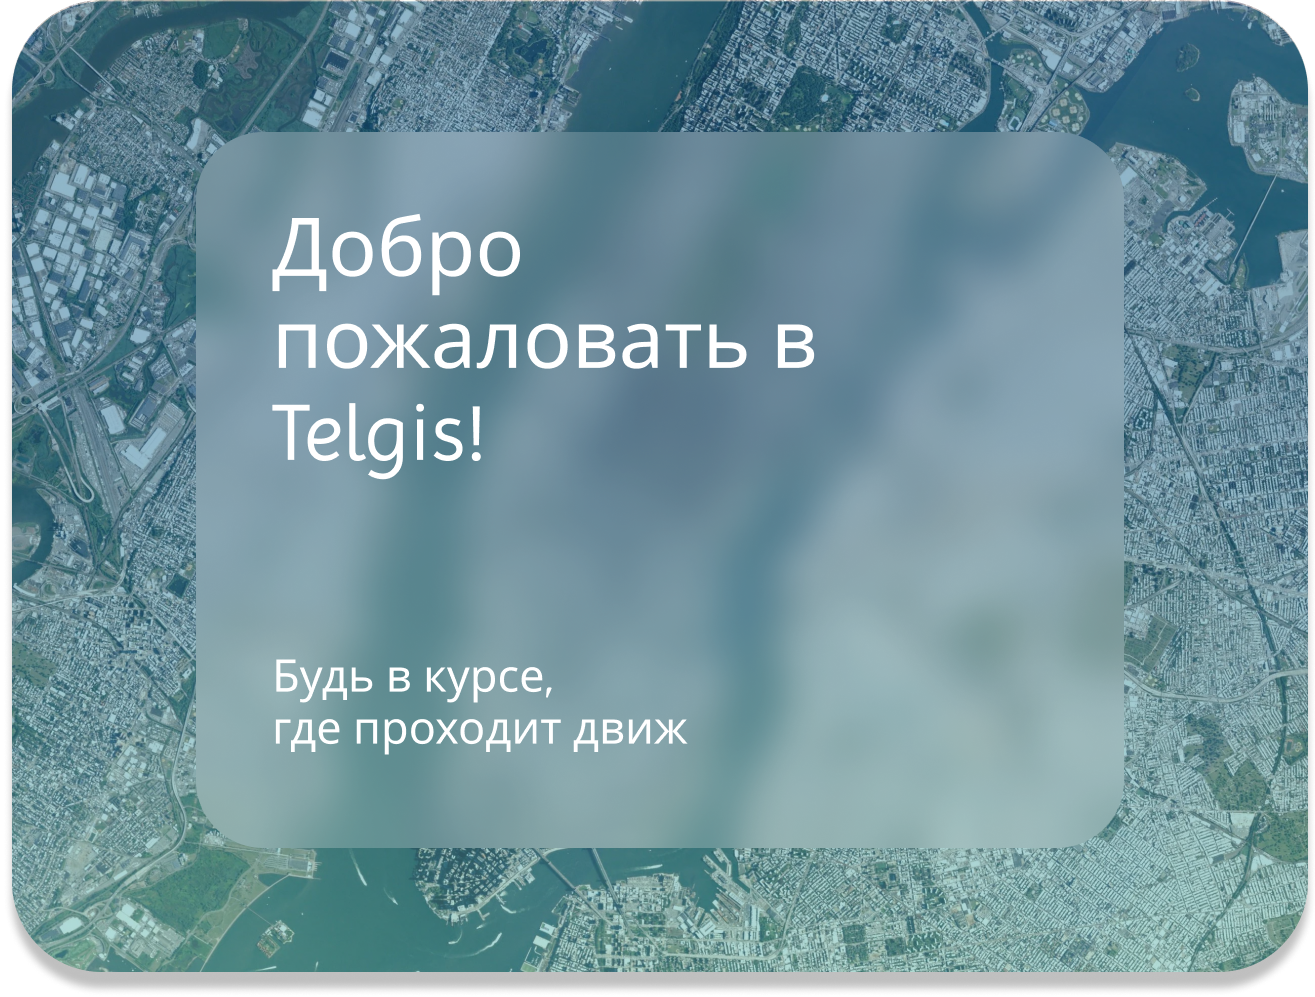 Добро
пожаловать в
Telgis!
Будь в курсе,
где проходит движ